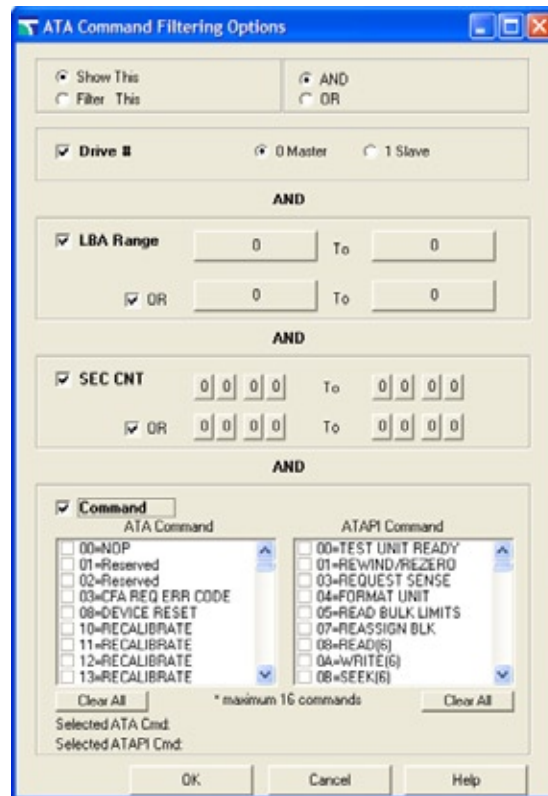 ATA Command Filtering Options
Show This
AND
Filter This
OR
Drive #
0 Master
1 Slave
AND
LBA Range
0
To
0
OR
0
To
0
AND
SEC CNT
0 0 0 0
To
0 0 0 0
OR
0 0 0 0
To
0 0 0 0
AND
Command
ATA Command
00=NOP
01=Reserved
02=Reserved
03=CFA REQ ERR CODE
08=DEVICE RESET
10=RECALIBRATE
11=RECALIBRATE
12=RECALIBRATE
13=RECALIBRATE
ATAPI Command
00=TEST UNIT READY
01=REWIND/REZERO
03=REQUEST SENSE
04=FORMAT UNIT
05=READ BULK LIMITS
07=REASSIGN BLK
08=READ(6)
0A=WRITE(6)
0B=SEEK(6)
Clear All
* maximum 16 commands
Clear All
Selected ATA Cmd:
Selected ATAPI Cmd:
OK
Cancel
Help